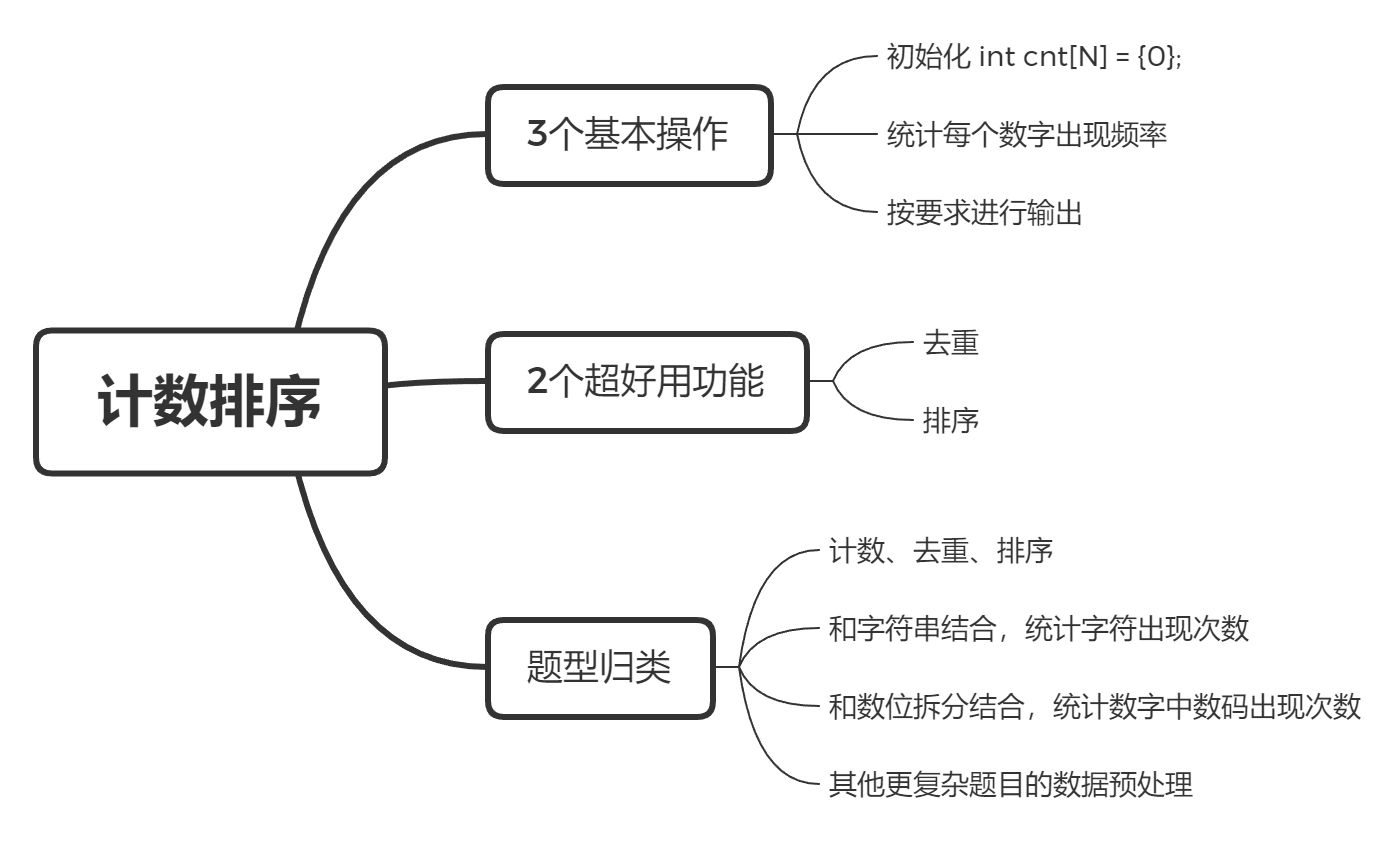 计数排序
3个基本操作
初始化 int cnt[N] = {0};
统计每个数字出现频率
按要求进行输出
2个超好用功能
去重
排序
题型归类
计数、去重、排序
和字符串结合，统计字符出现次数
和数位拆分结合，统计数字中数码出现次数
其他更复杂题目的数据预处理